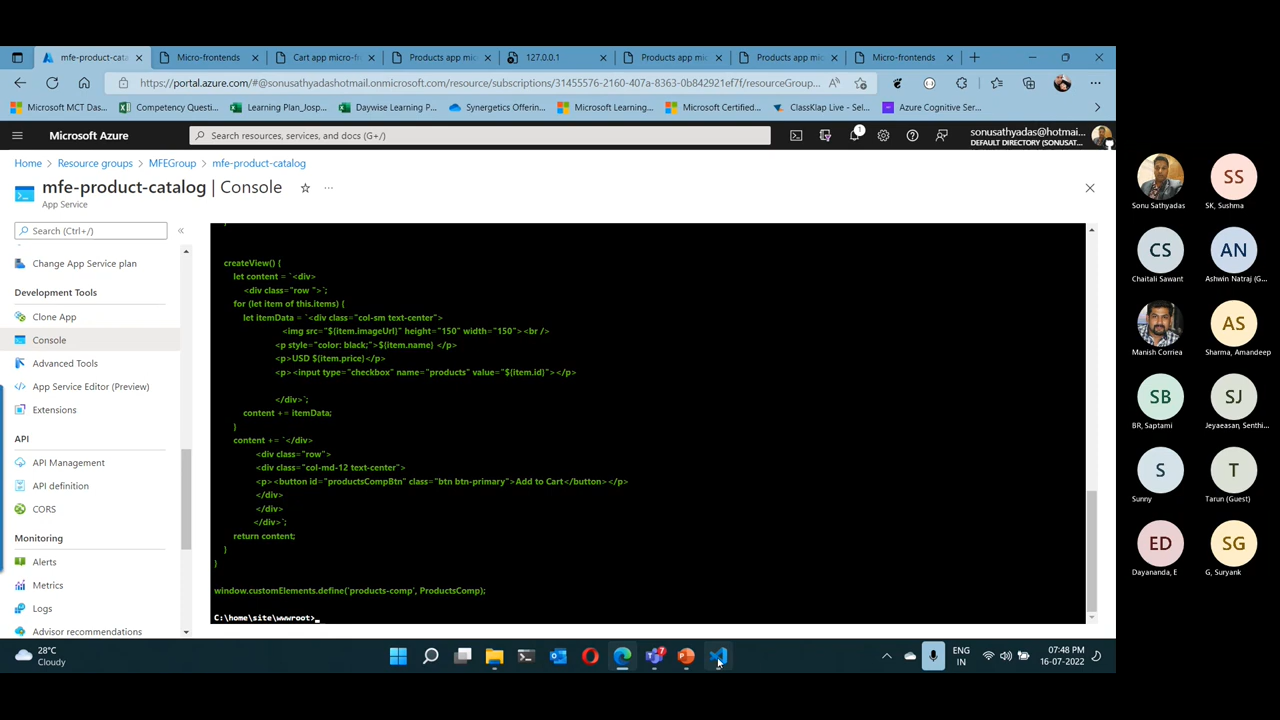 mfe-product-cata
Micro-frontends
Cart app micro-fr
Products app mic
127.0.0.1
Products app mic
Products app mic
Micro-frontends
https://portal.azure.com/#@sonusathyadashotmail.onmicrosoft.com/resource/subscriptions/31455576-2160-407a-8363-0b842921ef7f/resourceGroup...
Microsoft MCT Das...
Competency Questi...
Learning Plan_Josp...
Daywise Learning P...
Synergetics Offerin...
Microsoft Learning...
Microsoft Certified...
ClassKlap Live - Sel...
Azure Cognitive Ser...
Microsoft Azure
Search resources, services, and docs (G+/)
1
sonusathyadas@hotmai...
DEFAULT DIRECTORY (SONUSAT...
Home
Resource groups
MFEGroup
mfe-product-catalog
mfe-product-catalog | Console
App Service
Search (Ctrl+/)
Change App Service plan
Development Tools
Clone App
Console
Advanced Tools
App Service Editor (Preview)
Extensions
API
API Management
API definition
CORS
Monitoring
Alerts
Metrics
Logs
Advisor recommendations
createView() {
let content = `<div>
<div class="row ">`;
for (let item of this.items) {
let itemData = `<div class="col-sm text-center">
<img src="${item.imageUrl}" height="150" width="150"><br />
<p style="color: black;">${item.name} </p>
<p>USD ${item.price}</p>
<p><input type="checkbox" name="products" value="${item.id}"></p>
</div>`;
content += itemData;
}
content += `</div>
<div class="row">
<div class="col-md-12 text-center">
<p><button id="productsCompBtn" class="btn btn-primary">Add to Cart</button></p>
</div>
</div>
</div>`;
return content;
}
}
window.customElements.define('products-comp', ProductsComp);
C:\home\site\wwwroot>_
28°C
Cloudy
7
ENG
IN
07:48 PM
16-07-2022
Sonu Sathyadas
SS
SK, Sushma
CS
Chaitali Sawant
AN
Ashwin Natraj (G...
Manish Corriea
AS
Sharma, Amandeep
SB
BR, Saptami
SJ
Jeyaeasan, Senthi...
S
Sunny
T
Tarun (Guest)
ED
Dayananda, E
SG
G, Suryank